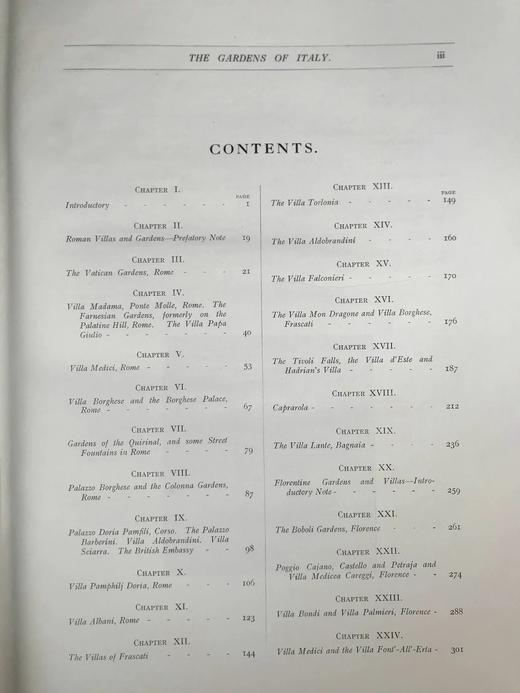 THE GARDENS OF ITALY.
iii
CONTENTS.
CHAPTER I.
PAGE
Introductory - - - - - - 1
CHAPTER II.
Roman Villas and Gardens—Prefatory Note 19
CHAPTER III.
The Vatican Gardens, Rome - - - 21
CHAPTER IV.
Villa Madama, Ponte Molle, Rome. The
Farnesian Gardens, formerly on the
Palatine Hill, Rome. The Villa Papa
Giulio - - - - - - - 40
CHAPTER V.
Villa Medici, Rome - - - - - 53
CHAPTER VI.
Villa Borghese and the Borghese Palace,
Rome - - - - - - - 67
CHAPTER VII.
Gardens of the Quirinal, and some Street
Fountains in Rome - - - - 79
CHAPTER VIII.
Palazzo Borghese and the Colonna Gardens,
Rome - - - - - - - 87
CHAPTER IX.
Palazzo Doria Pamfili, Corso. The Palazzo
Barberini. Villa Aldobrandini. Villa
Sciarra. The British Embassy - - 98
CHAPTER X.
Villa Pamphilj Doria, Rome - - - 106
CHAPTER XI.
Villa Albani, Rome - - - - - 123
CHAPTER XII.
The Villas of Frascati - - - - 144
CHAPTER XIII.
PAGE
The Villa Torlonia - - - - - 149
CHAPTER XIV.
The Villa Aldobrandini - - - - 160
CHAPTER XV.
The Villa Falconieri - - - - - 170
CHAPTER XVI.
The Villa Mon Dragone and Villa Borghese,
Frascati - - - - - - 176
CHAPTER XVII.
The Tivoli Falls, the Villa d'Este and
Hadrian's Villa - - - - - 187
CHAPTER XVIII.
Caprarola - - - - - - - 212
CHAPTER XIX.
The Villa Lante, Bagnaia - - - - 236
CHAPTER XX.
Florentine Gardens and Villas—Intro-
ductory Note - - - - - - 259
CHAPTER XXI.
The Boboli Gardens, Florence - - - 261
CHAPTER XXII.
Poggio Cajano, Castello and Petraja and
Villa Medicea Careggi, Florence - - 274
CHAPTER XXIII.
Villa Bondi and Villa Palmieri, Florence - 288
CHAPTER XXIV.
Villa Medici and the Villa Font'-All'-Erta - 301